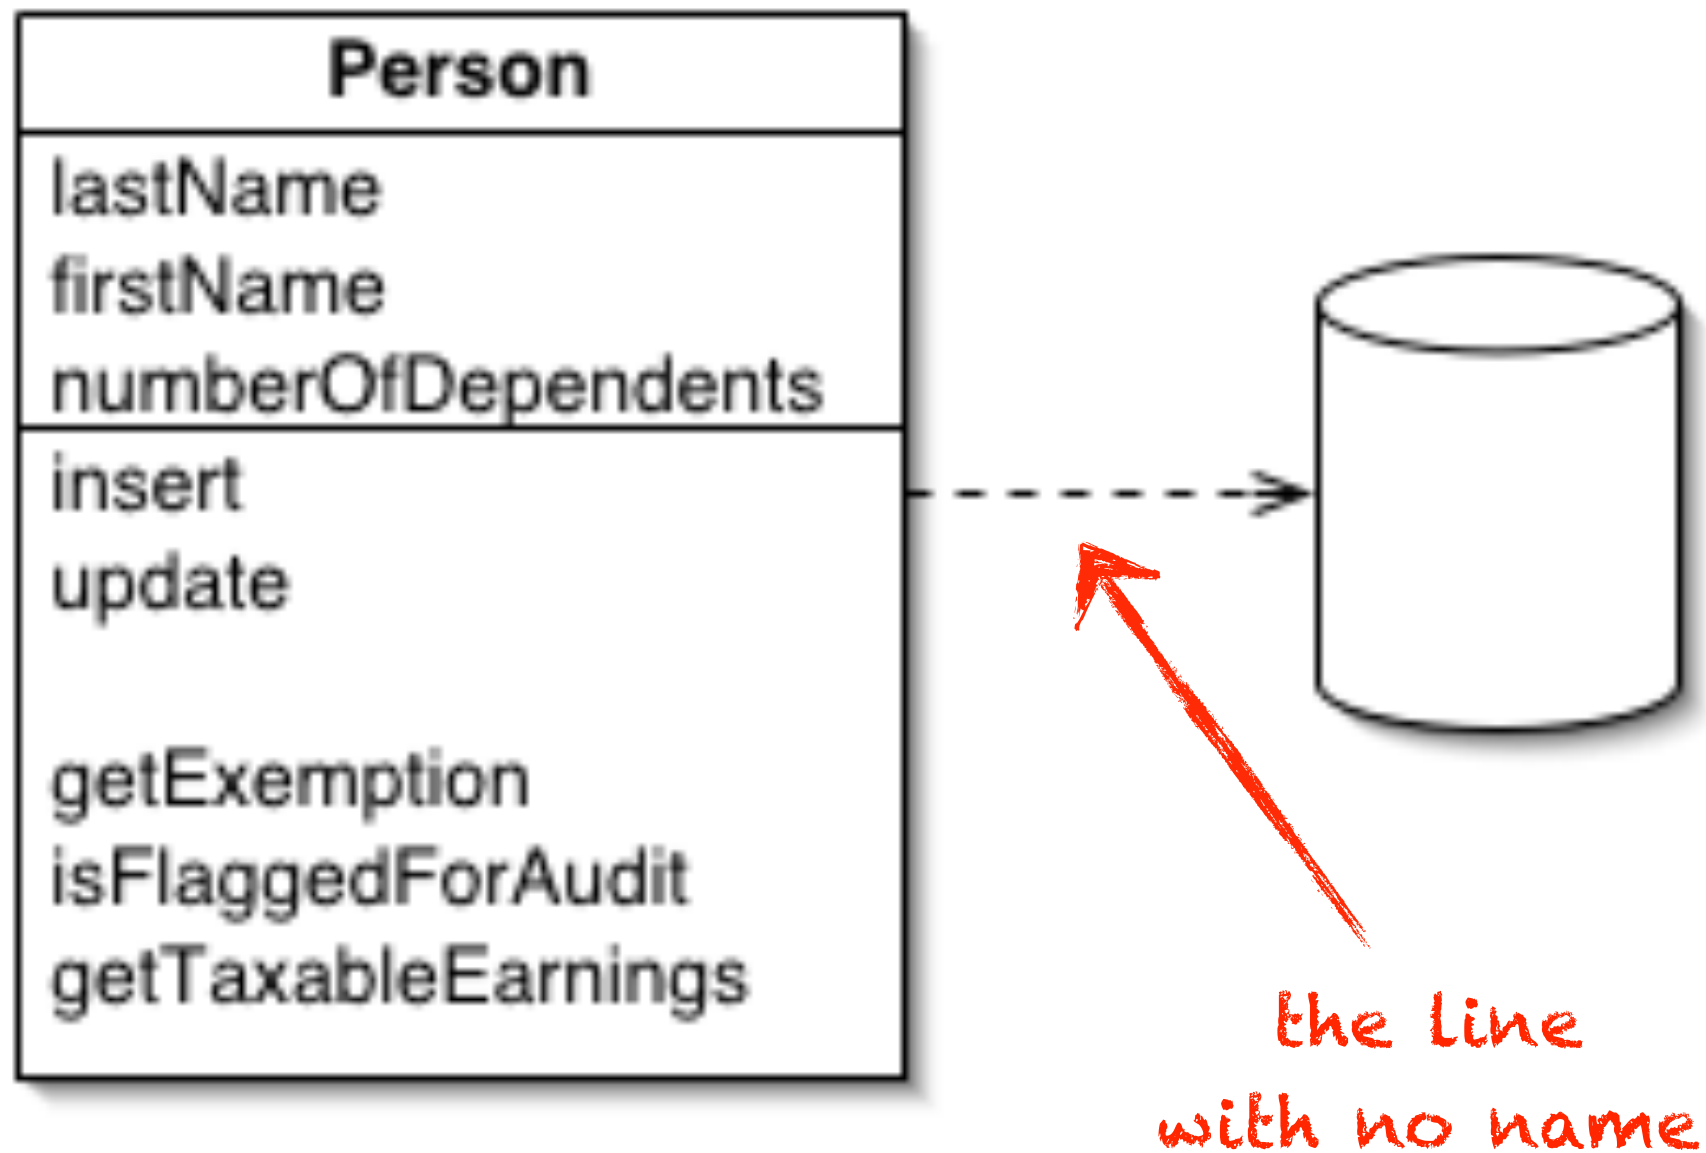 Person
lastName
firstName
numberOfDependents
insert
update
getExemption
isFlaggedForAudit
getTaxableEarnings
the line
with no name